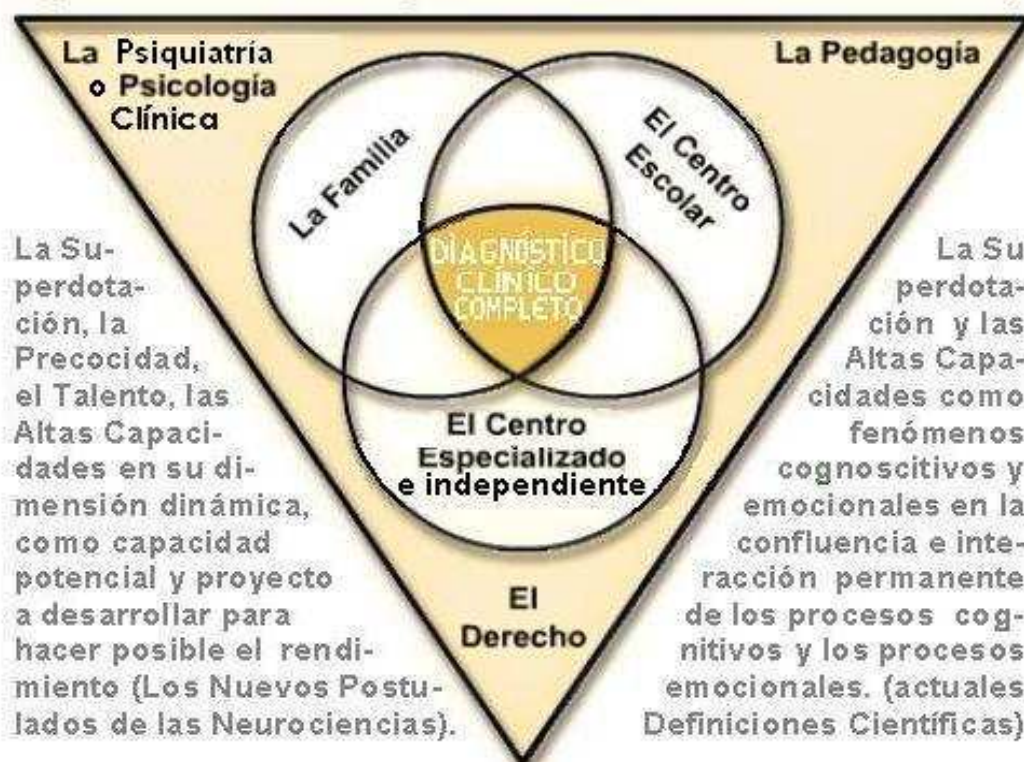 La Psiquiatría
o Psicología
Clínica
La Pedagogía
La Familia
El Centro
Escolar
DIAGNÓSTICO
CLÍNICO
COMPLETO
El Centro
Especializado
e independiente
El
Derecho
La Su-
perdota-
ción, la
Precocidad,
el Talento, las
Altas Capaci-
dades en su di-
mensión dinámica,
como capacidad
potencial y proyecto
a desarrollar para
hacer posible el rendi-
miento (Los Nuevos Postu-
lados de las Neurociencias).
La Su
perdota-
ción y las
Altas Capa-
cidades como
fenómenos
cognoscitivos y
emocionales en la
confluencia e inte-
racción permanente
de los procesos cog-
nitivos y los procesos
emocionales. (actuales
Definiciones Científicas)